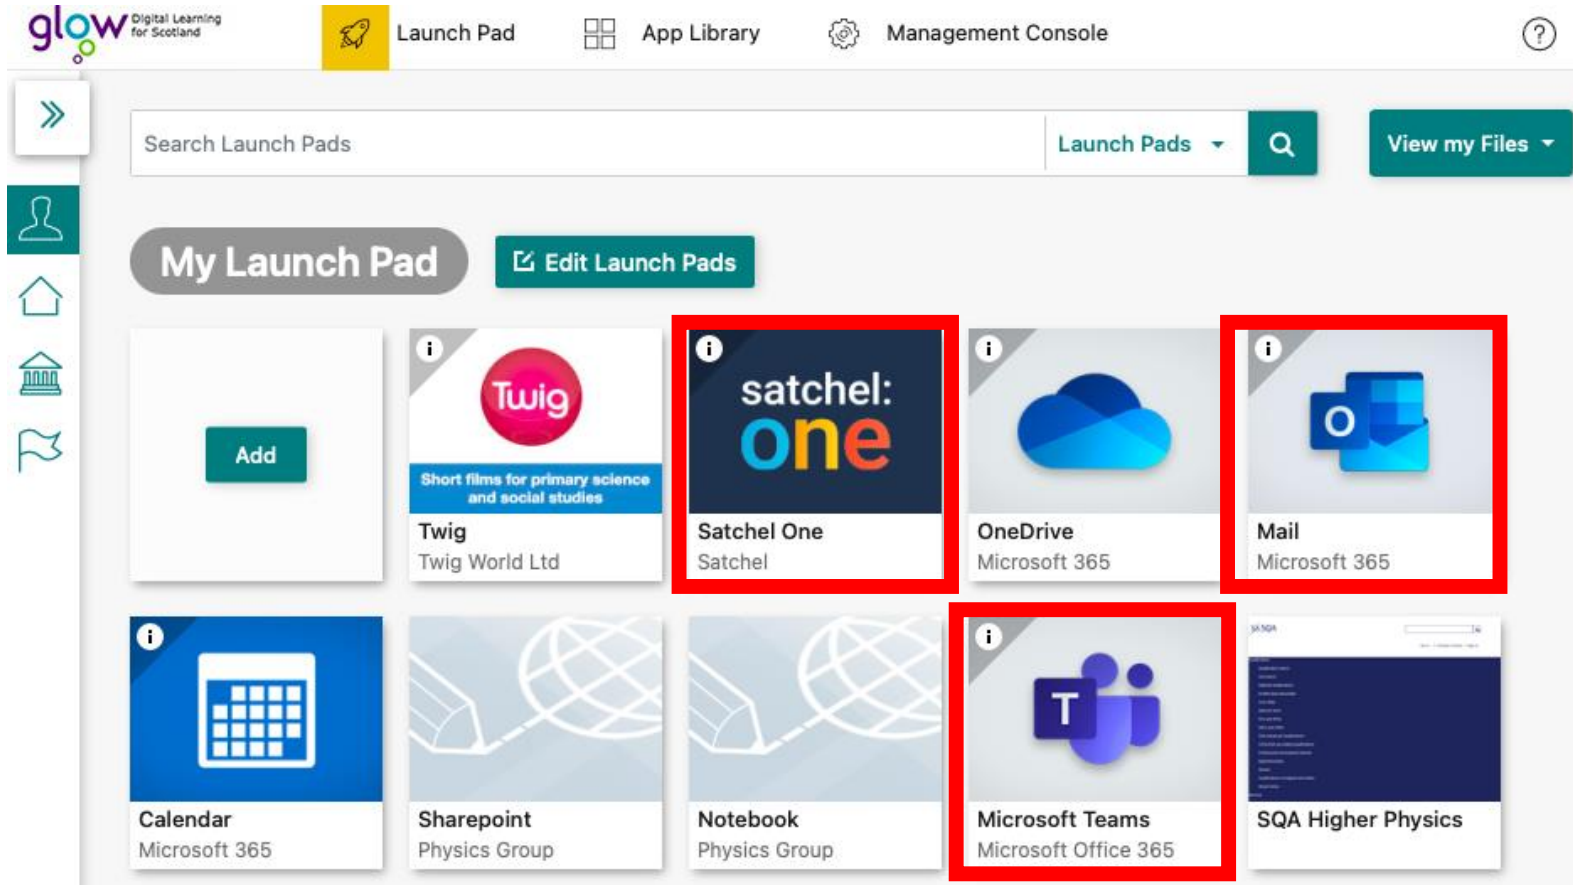 glow Digital Learning
for Scotland
Launch Pad
App Library
Management Console
?
Search Launch Pads
Launch Pads
View my Files
My Launch Pad
Edit Launch Pads
Add
i
Twig
Short films for primary science
and social studies
Twig
Twig World Ltd
i
satchel:
one
Satchel One
Satchel
i
OneDrive
Microsoft 365
i
O
Mail
Microsoft 365
i
Calendar
Microsoft 365
Sharepoint
Physics Group
Notebook
Physics Group
i
T
Microsoft Teams
Microsoft Office 365
SQA Higher Physics